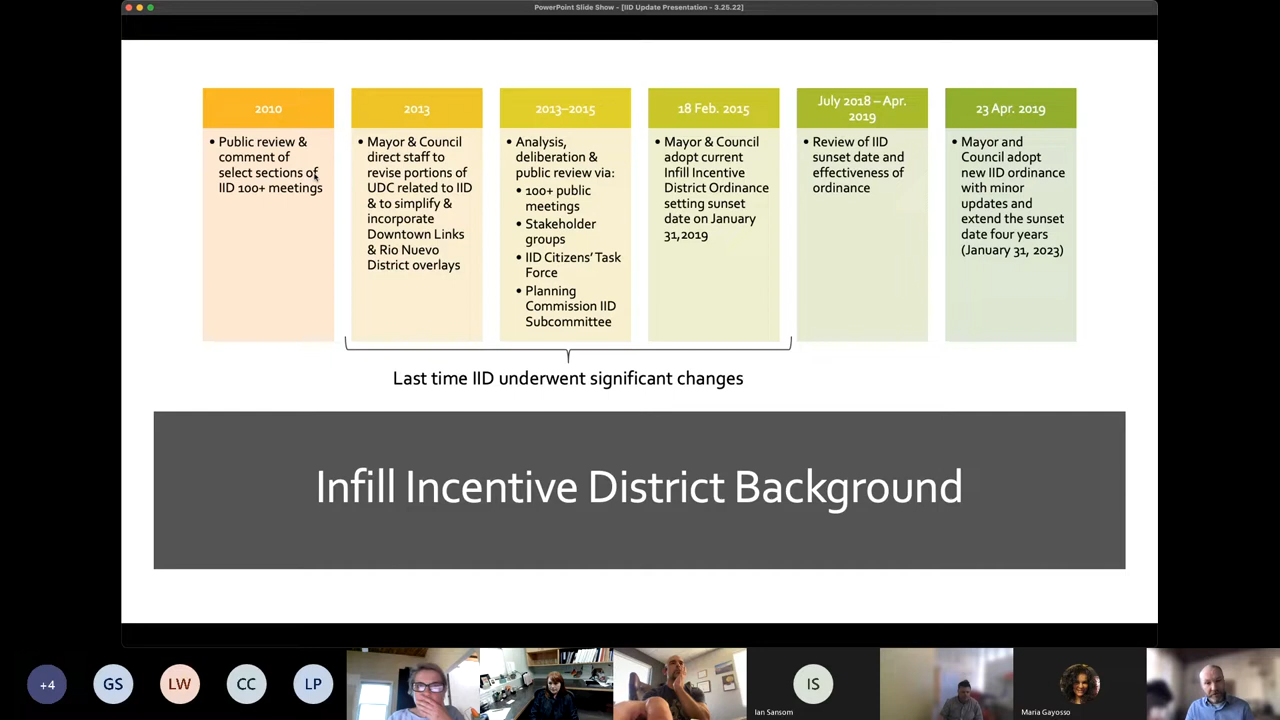 PowerPoint Slide Show - [IID Update Presentation - 3.25.22]
2010
• Public review &
comment of
select sections of
IID 100+ meetings
2013
• Mayor & Council
direct staff to
revise portions of
UDC related to IID
& to simplify &
incorporate
Downtown Links
& Rio Nuevo
District overlays
2013–2015
• Analysis,
deliberation &
public review via:
• 100+ public
meetings
• Stakeholder
groups
• IID Citizens' Task
Force
• Planning
Commission IID
Subcommittee
18 Feb. 2015
• Mayor & Council
adopt current
Infill Incentive
District Ordinance
setting sunset
date on January
31,2019
July 2018 – Apr.
2019
• Review of IID
sunset date and
effectiveness of
ordinance
23 Apr. 2019
• Mayor and
Council adopt
new IID ordinance
with minor
updates and
extend the sunset
date four years
(January 31, 2023)
Last time IID underwent significant changes
Infill Incentive District Background
+4
GS
LW
CC
LP
IS
Ian Sansom
Maria Gayosso